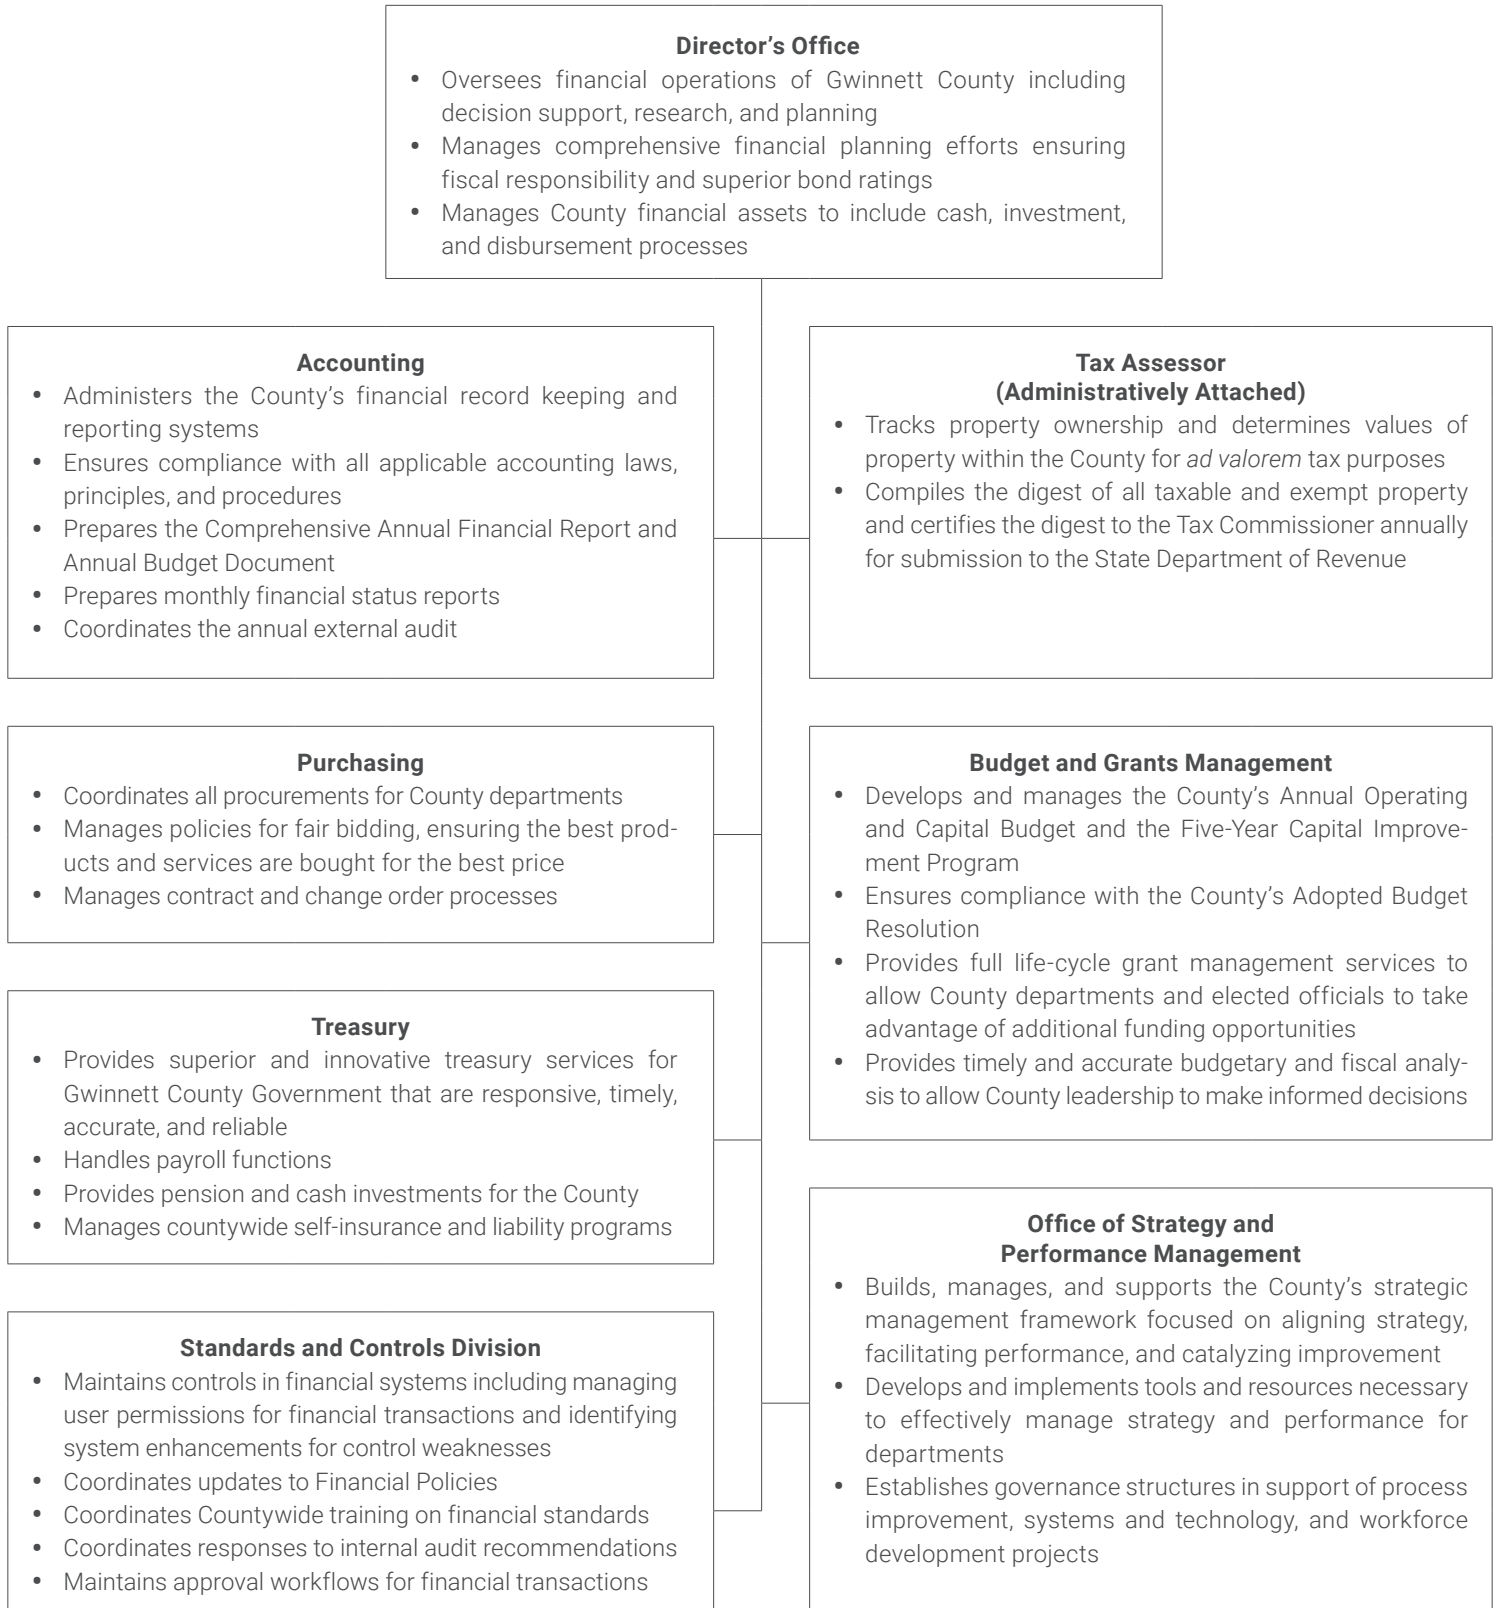 Director’s Office
• Oversees financial operations of Gwinnett County including
decision support, research, and planning
• Manages comprehensive financial planning efforts ensuring
fiscal responsibility and superior bond ratings
• Manages County financial assets to include cash, investment,
and disbursement processes
Accounting
• Administers the County’s financial record keeping and
reporting systems
• Ensures compliance with all applicable accounting laws,
principles, and procedures
• Prepares the Comprehensive Annual Financial Report and
Annual Budget Document
• Prepares monthly financial status reports
• Coordinates the annual external audit
Tax Assessor
(Administratively Attached)
• Tracks property ownership and determines values of
property within the County for ad valorem tax purposes
• Compiles the digest of all taxable and exempt property
and certifies the digest to the Tax Commissioner annually
for submission to the State Department of Revenue
Purchasing
• Coordinates all procurements for County departments
• Manages policies for fair bidding, ensuring the best prod-
ucts and services are bought for the best price
• Manages contract and change order processes
Budget and Grants Management
• Develops and manages the County’s Annual Operating
and Capital Budget and the Five-Year Capital Improve-
ment Program
• Ensures compliance with the County’s Adopted Budget
Resolution
• Provides full life-cycle grant management services to
allow County departments and elected officials to take
advantage of additional funding opportunities
• Provides timely and accurate budgetary and fiscal analy-
sis to allow County leadership to make informed decisions
Treasury
• Provides superior and innovative treasury services for
Gwinnett County Government that are responsive, timely,
accurate, and reliable
• Handles payroll functions
• Provides pension and cash investments for the County
• Manages countywide self-insurance and liability programs
Office of Strategy and
Performance Management
• Builds, manages, and supports the County’s strategic
management framework focused on aligning strategy,
facilitating performance, and catalyzing improvement
• Develops and implements tools and resources necessary
to effectively manage strategy and performance for
departments
• Establishes governance structures in support of process
improvement, systems and technology, and workforce
development projects
Standards and Controls Division
• Maintains controls in financial systems including managing
user permissions for financial transactions and identifying
system enhancements for control weaknesses
• Coordinates updates to Financial Policies
• Coordinates Countywide training on financial standards
• Coordinates responses to internal audit recommendations
• Maintains approval workflows for financial transactions